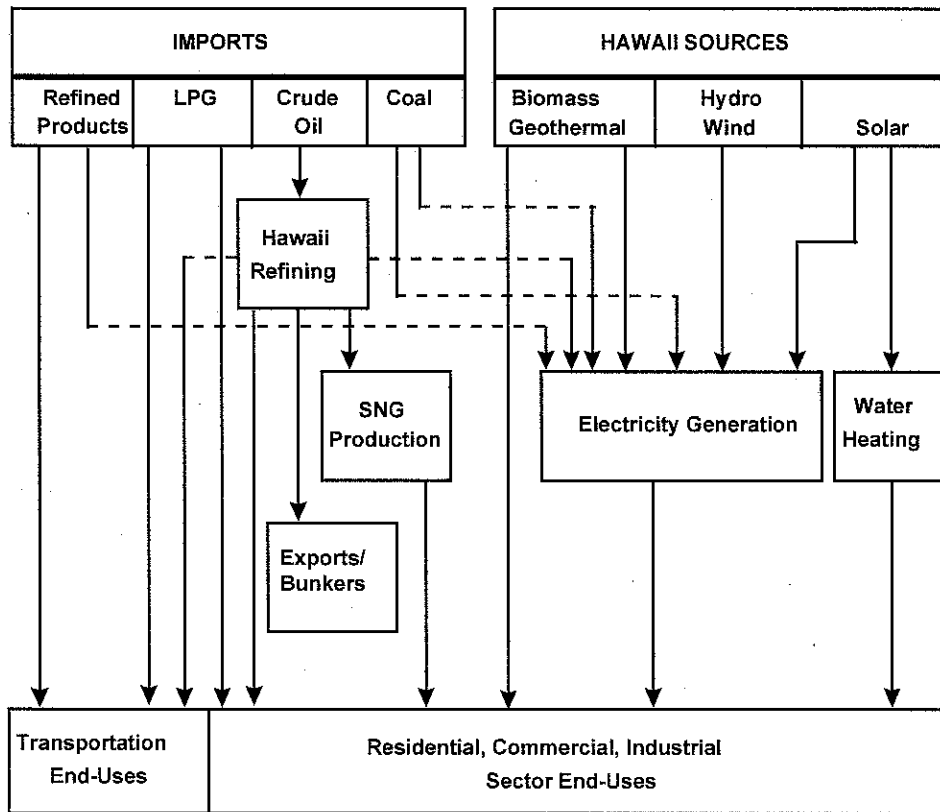 IMPORTS
HAWAII SOURCES
Refined
Products
LPG
Crude
Oil
Coal
Biomass
Geothermal
Hydro
Wind
Solar
Hawaii
Refining
SNG
Production
Electricity Generation
Water
Heating
Exports/
Bunkers
Transportation
End-Uses
Residential, Commercial, Industrial
Sector End-Uses